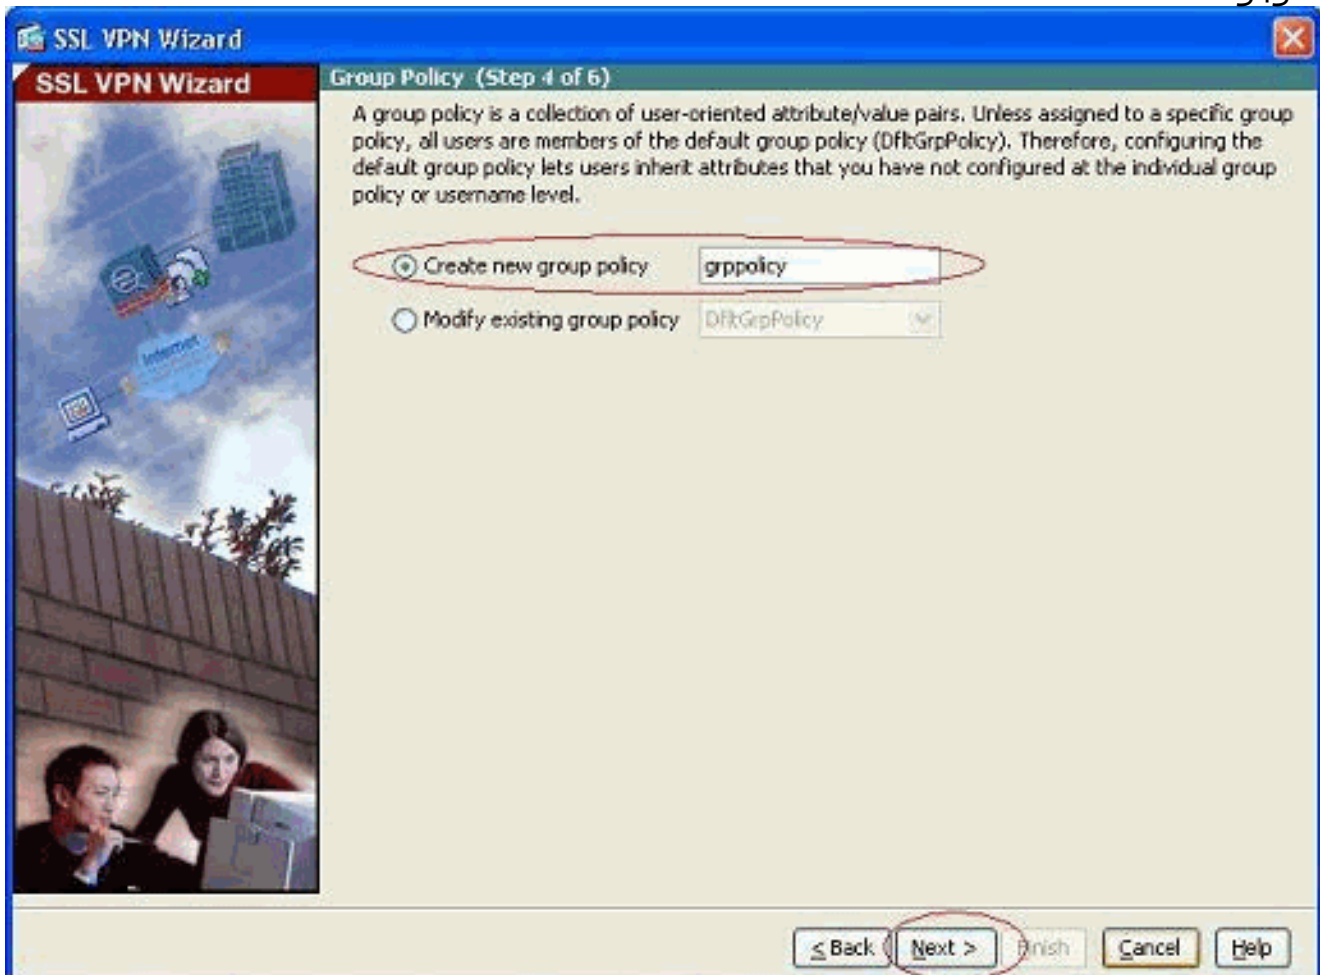 SSL VPN Wizard
SSL VPN Wizard
Group Policy (Step 4 of 6)
A group policy is a collection of user-oriented attribute/value pairs. Unless assigned to a specific group
policy, all users are members of the default group policy (DfltGrpPolicy). Therefore, configuring the
default group policy lets users inherit attributes that you have not configured at the individual group
policy or username level.
Create new group policy grppolicy
Modify existing group policy DfltGrpPolicy
Internet
< Back Next > Finish Cancel Help